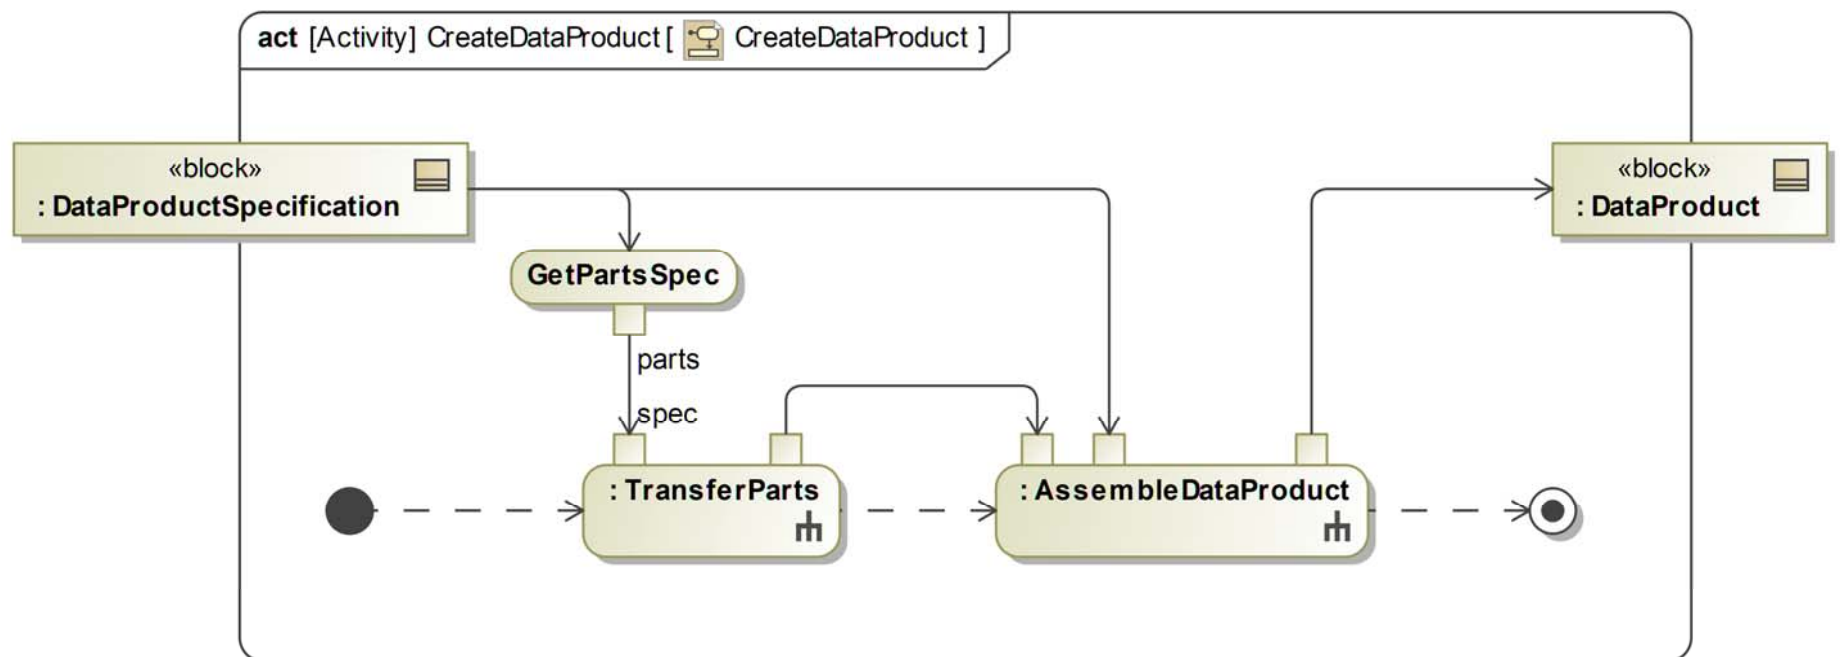 act [Activity] CreateDataProduct [ CreateDataProduct ]
«block»
: DataProductSpecification
«block»
: DataProduct
GetPartsSpec
parts
spec
: TransferParts
: AssembleDataProduct